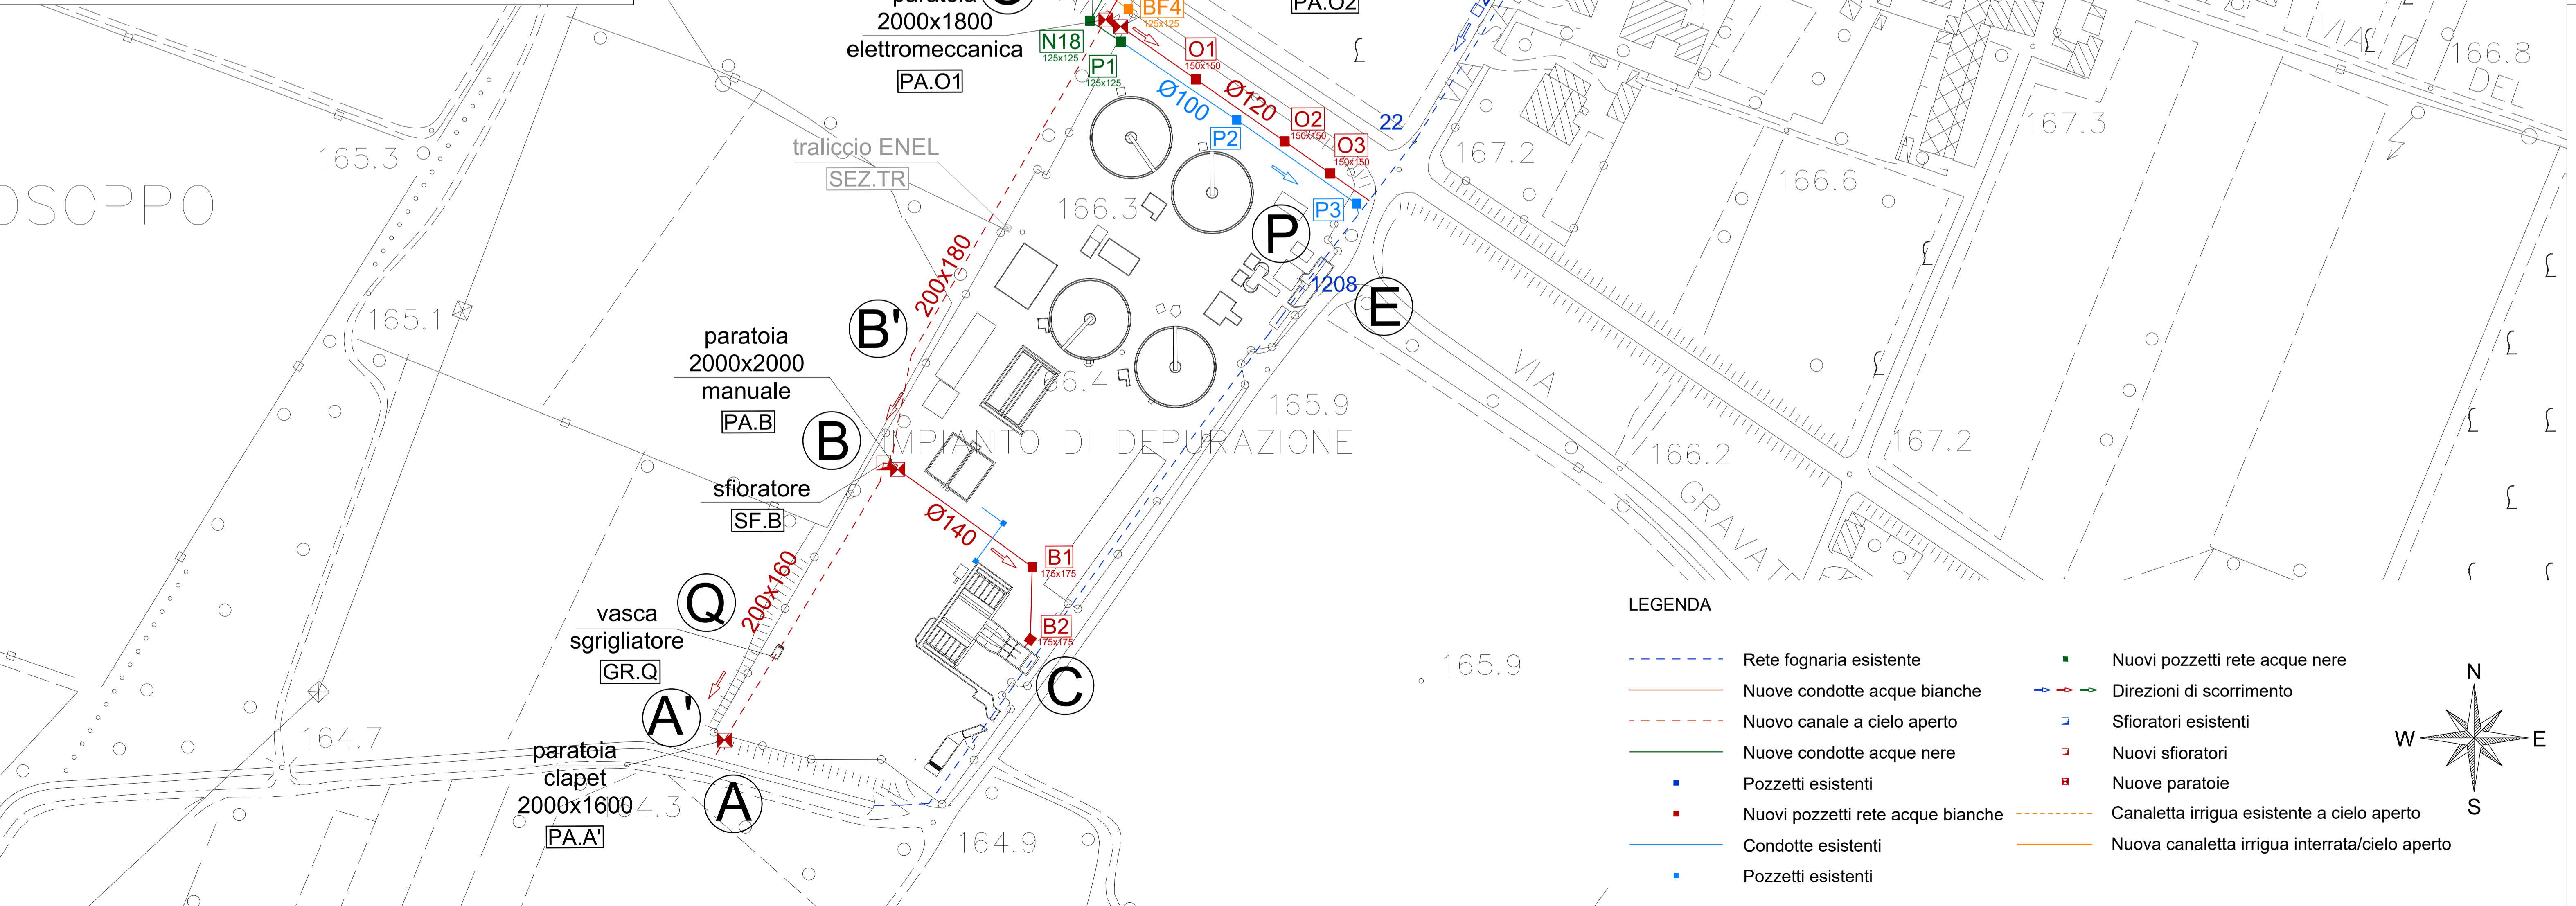 paratoia
2000x1800
elettromeccanica
PA.O1
BF4
125x125
PA.O2
N18
125x125
P1
125x125
O1
150x150
Ø100
Ø120
P2
O2
150x150
O3
150x150
22
P3
P
1208
E
VIA
DEL
166.8
167.3
167.2
166.6
165.3
OSOPPO
traliccio ENEL
SEZ.TR
166.3
200x180
B'
165.1
paratoia
2000x2000
manuale
PA.B
B
166.4
165.9
IMPIANTO DI DEPURAZIONE
VIA
166.2
167.2
sfioratore
SF.B
Ø140
200x160
Q
B1
175x175
B2
175x175
C
vasca
sgrigliatore
GR.Q
A'
164.7
paratoia
clapet
2000x1600
PA.A'
164.3
A
164.9
165.9
LEGENDA
Rete fognaria esistente
Nuove condotte acque bianche
Nuovo canale a cielo aperto
Nuove condotte acque nere
Pozzetti esistenti
Nuovi pozzetti rete acque bianche
Condotte esistenti
Pozzetti esistenti
Nuovi pozzetti rete acque nere
Direzioni di scorrimento
Sfioratori esistenti
Nuovi sfioratori
Nuove paratoie
Canaletta irrigua esistente a cielo aperto
Nuova canaletta irrigua interrata/cielo aperto
N
W
E
S